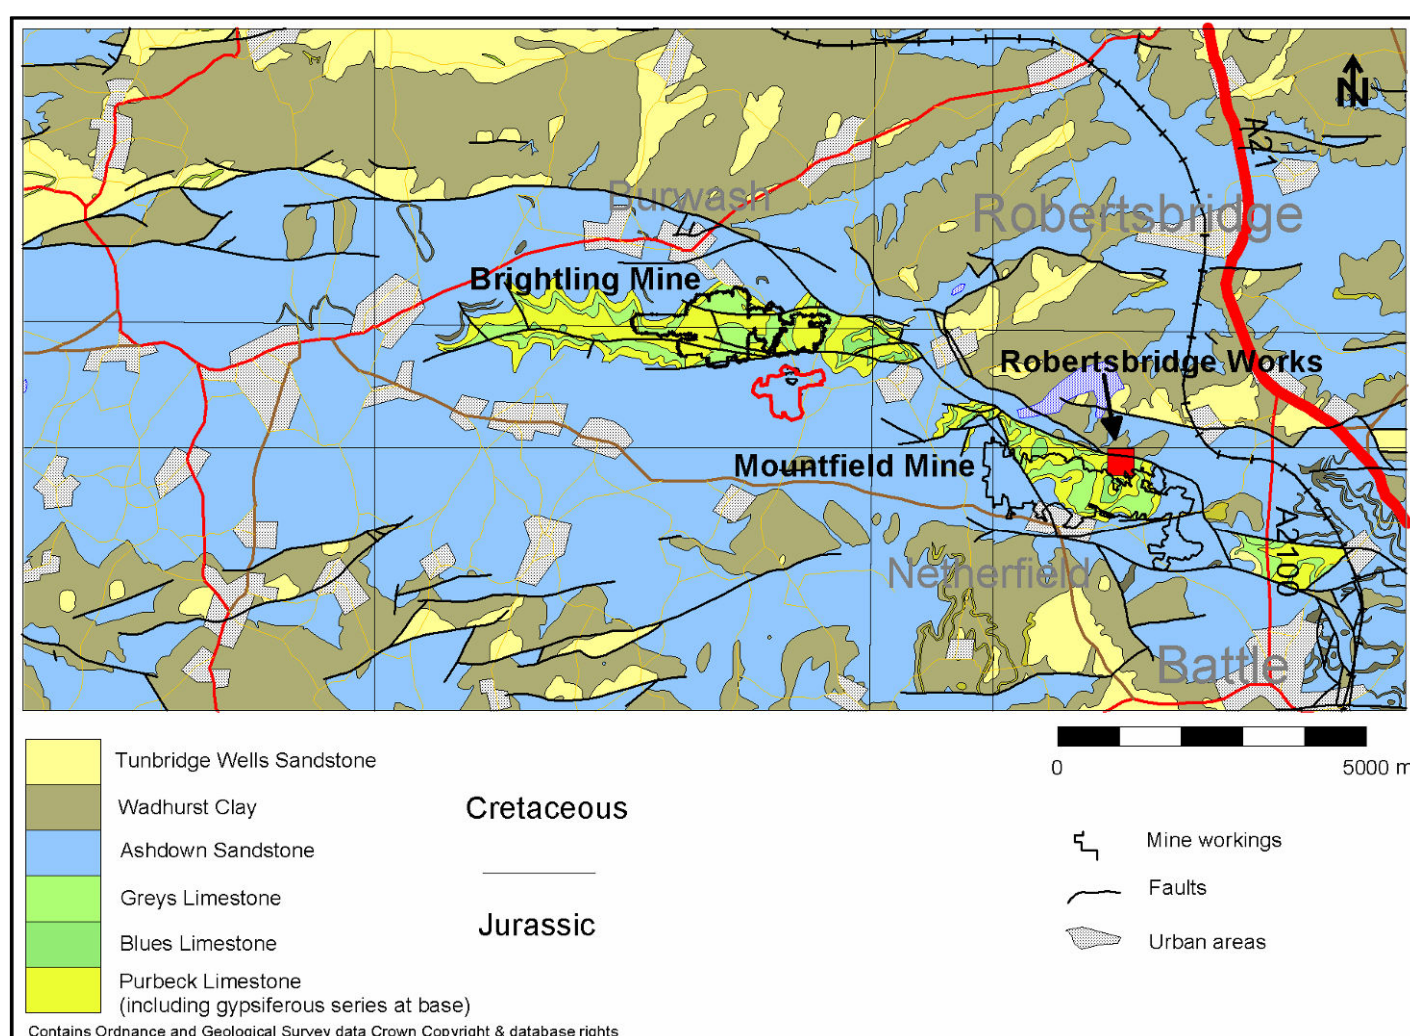 N
A21
Burwash
Robertsbridge
Brightling Mine
Robertsbridge Works
Mountfield Mine
A2100
Netherfield
Battle
Tunbridge Wells Sandstone
Wadhurst Clay
Ashdown Sandstone
Greys Limestone
Blues Limestone
Purbeck Limestone
(including gypsiferous series at base)
Cretaceous
Jurassic
0
5000 m
Mine workings
Faults
Urban areas
Contains Ordnance and Geological Survey data Crown Copyright & database rights